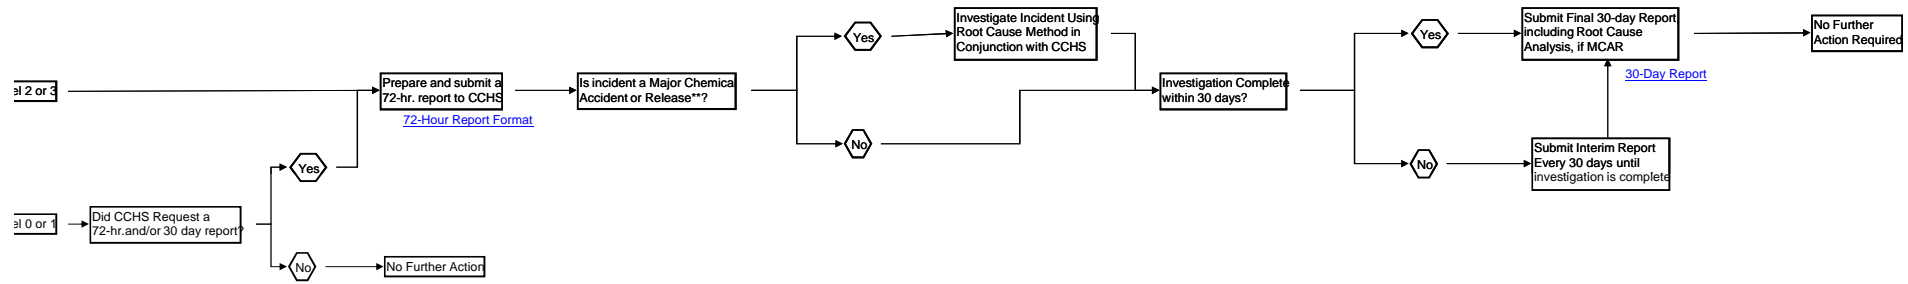 el 2 or 3
Prepare and submit a
72-hr. report to CCHS
72-Hour Report Format
Is incident a Major Chemical
Accident or Release**?
Yes
Investigate Incident Using
Root Cause Method in
Conjunction with CCHS
No
Investigation Complete
within 30 days?
Yes
Submit Final 30-day Report
including Root Cause
Analysis, if MCAR
30-Day Report
No Further
Action Required
No
Submit Interim Report
Every 30 days until
investigation is complete
el 0 or 1
Did CCHS Request a
72-hr.and/or 30 day report?
Yes
No
No Further Action